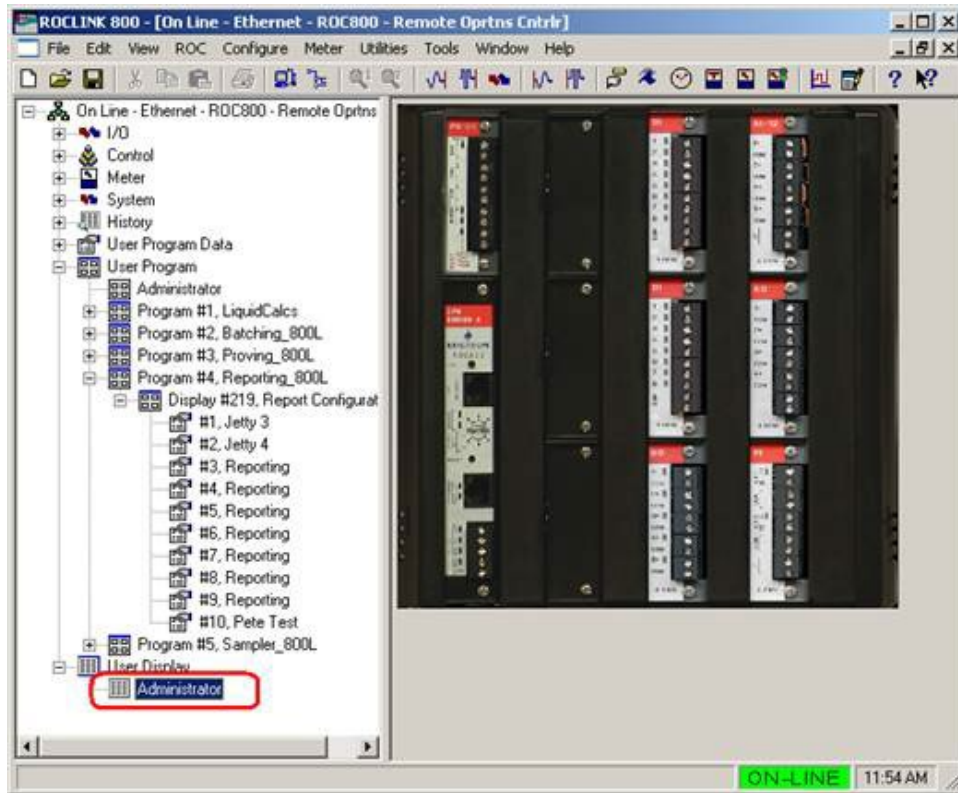 ROCLINK 800 - [On Line - Ethernet - ROC800 - Remote Oprtns Cntrlr]
File Edit View ROC Configure Meter Utilities Tools Window Help
On Line - Ethernet - ROC800 - Remote Oprtns
I/O
Control
Meter
System
History
User Program Data
User Program
Administrator
Program #1, LiquidCalcs
Program #2, Batching_800L
Program #3, Proving_800L
Program #4, Reporting_800L
Display #219, Report Configurat
#1, Jetty 3
#2, Jetty 4
#3, Reporting
#4, Reporting
#5, Reporting
#6, Reporting
#7, Reporting
#8, Reporting
#9, Reporting
#10, Pete Test
Program #5, Sampler_800L
User Display
Administrator
ON-LINE 11:54 AM